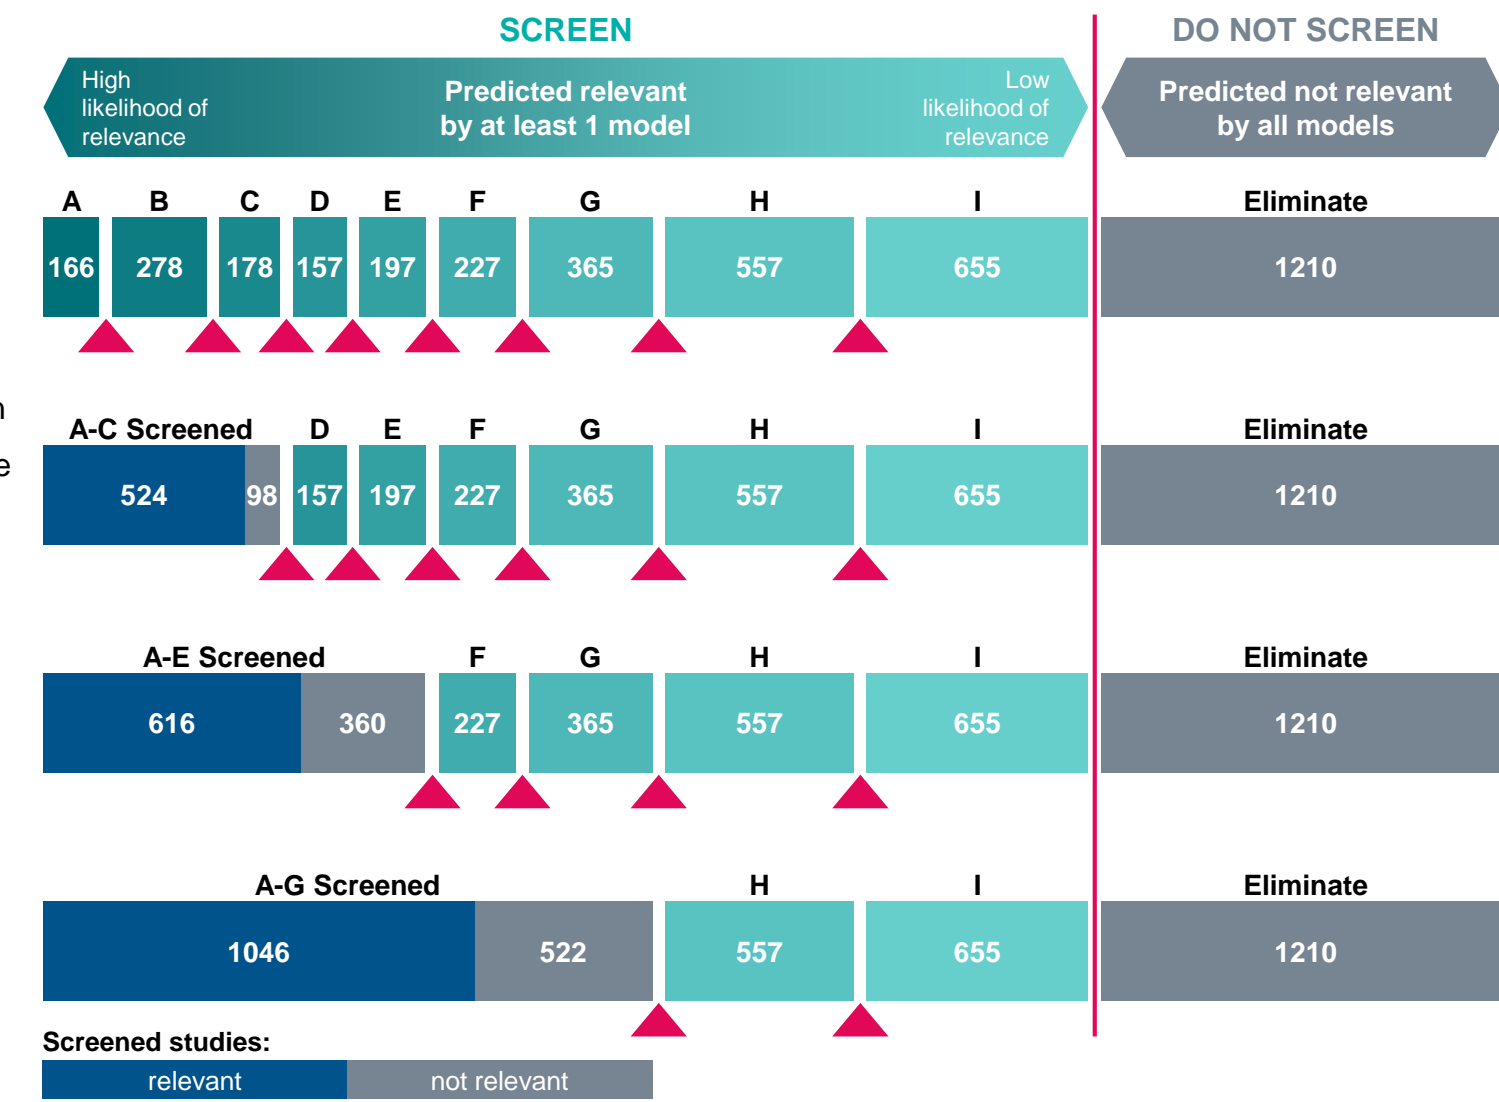 SCREEN
DO NOT SCREEN
High
likelihood of
relevance
Predicted relevant
by at least 1 model
Low
likelihood of
relevance
Predicted not relevant
by all models
A B C D E F G H I Eliminate
166 278 178 157 197 227 365 557 655 1210
n
e
A-C Screened D E F G H I Eliminate
524 98 157 197 227 365 557 655 1210
A-E Screened F G H I Eliminate
616 360 227 365 557 655 1210
A-G Screened H I Eliminate
1046 522 557 655 1210
Screened studies:
relevant not relevant